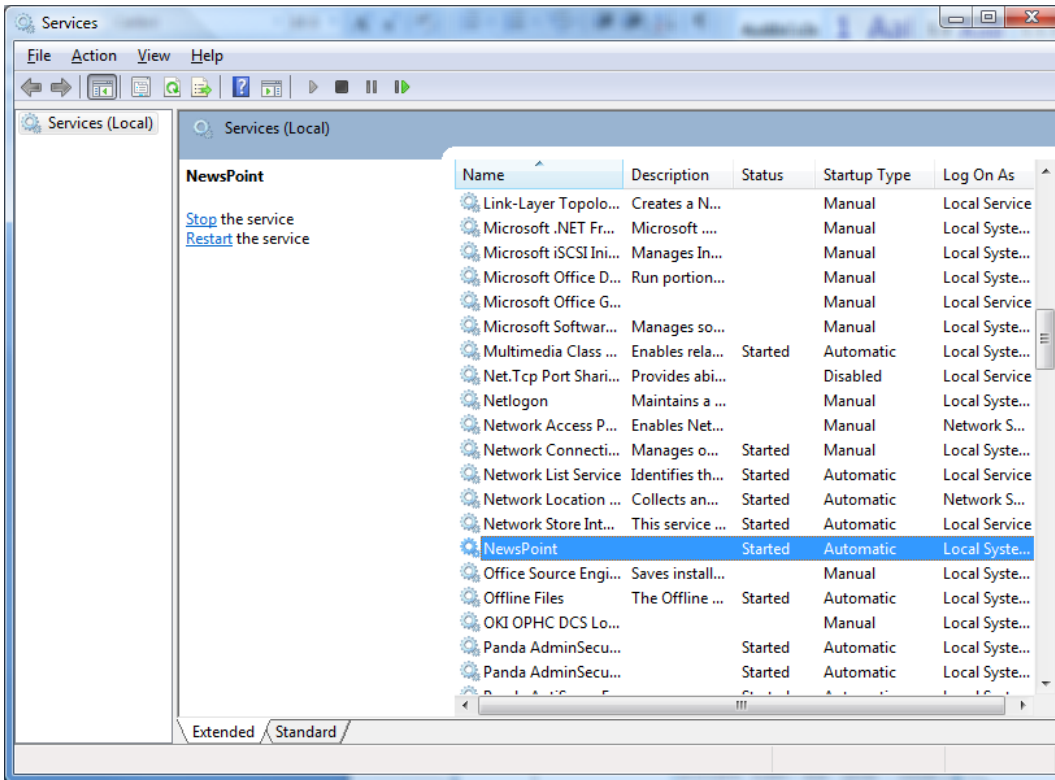 Services
File Action View Help
Services (Local)
Services (Local)
NewsPoint
Stop the service
Restart the service
Name Description Status Startup Type Log On As
Link-Layer Topolo... Creates a N... Manual Local Service
Microsoft .NET Fr... Microsoft .... Manual Local Syste...
Microsoft iSCSI Ini... Manages In... Manual Local Syste...
Microsoft Office D... Run portion... Manual Local Syste...
Microsoft Office G... Manual Local Service
Microsoft Softwar... Manages so... Manual Local Syste...
Multimedia Class ... Enables rela... Started Automatic Local Syste...
Net.Tcp Port Shari... Provides abi... Disabled Local Service
Netlogon Maintains a ... Manual Local Syste...
Network Access P... Enables Net... Manual Network S...
Network Connecti... Manages o... Started Manual Local Syste...
Network List Service Identifies th... Started Automatic Local Service
Network Location ... Collects an... Started Automatic Network S...
Network Store Int... This service ... Started Automatic Local Service
NewsPoint Started Automatic Local Syste...
Office Source Engi... Saves install... Manual Local Syste...
Offline Files The Offline ... Started Automatic Local Syste...
OKI OPHC DCS Lo... Manual Local Syste...
Panda AdminSecu... Started Automatic Local Syste...
Panda AdminSecu... Started Automatic Local Syste...
Extended Standard